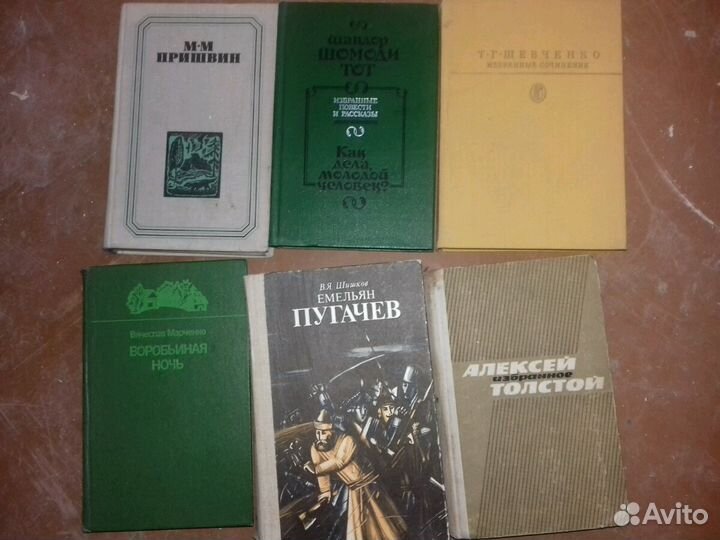 М·М
ПРИШВИН
Шандор
ШОМОДИ
ТОТ
ИЗБРАННЫЕ
ПОВЕСТИ
И РАССКАЗЫ
Как
дела,
молодой
человек?
Т·Г·ШЕВЧЕНКО
ИЗБРАННЫЕ СОЧИНЕНИЯ
Вячеслав Марченко
ВОРОБЬИНАЯ
НОЧЬ
В.Я. Шишков
ЕМЕЛЬЯН
ПУГАЧЕВ
АЛЕКСЕЙ
избранное
ТОЛСТОЙ
Avito